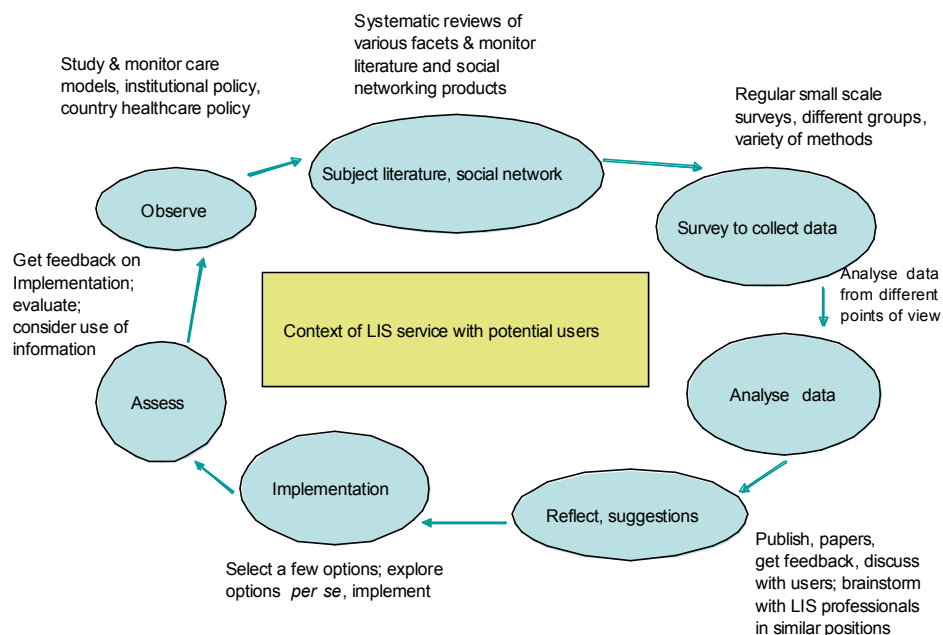 Systematic reviews of
various facets & monitor
literature and social
networking products
Study & monitor care
models, institutional policy,
country healthcare policy
Regular small scale
surveys, different groups,
variety of methods
Subject literature, social network
Observe
Survey to collect data
Get feedback on
Implementation;
evaluate;
consider use of
information
Analyse data
from different
points of view
Context of LIS service with potential users
Assess
Analyse data
Implementation
Reflect, suggestions
Select a few options; explore
options per se, implement
Publish, papers,
get feedback, discuss
with users; brainstorm
with LIS professionals
in similar positions